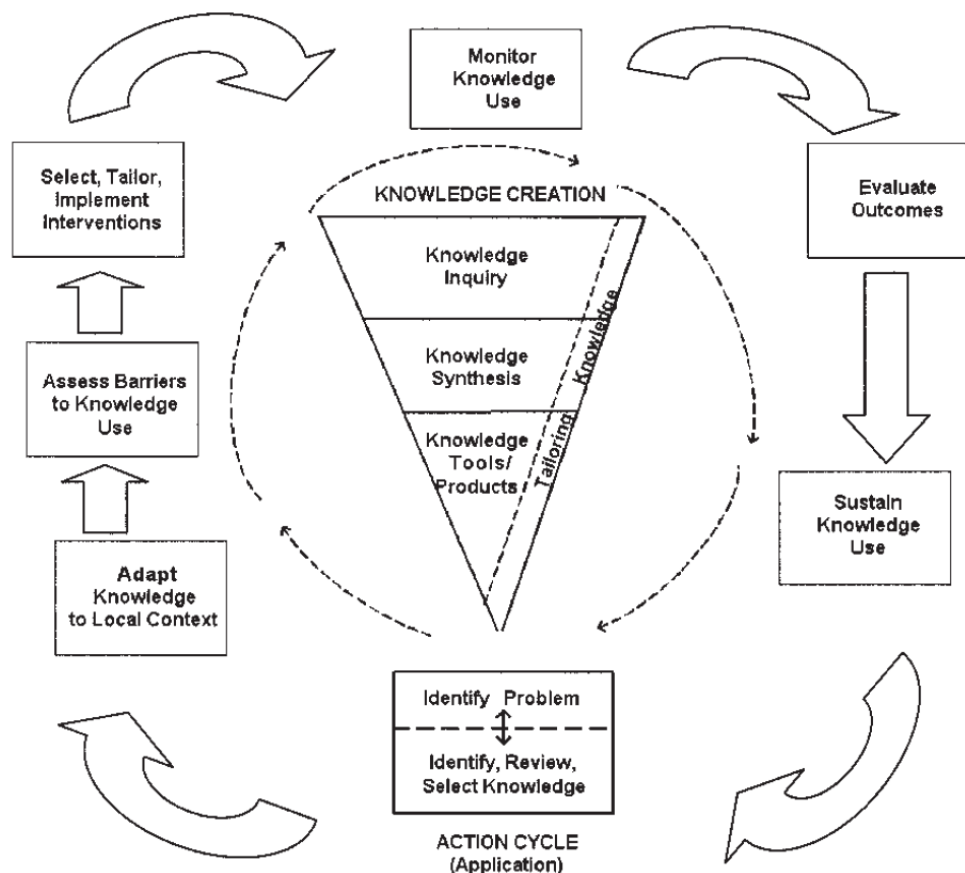 Monitor
Knowledge
Use
Select, Tailor,
Implement
Interventions
Evaluate
Outcomes
KNOWLEDGE CREATION
Knowledge
Inquiry
Knowledge
Synthesis
Knowledge
Tools/
Products
Tailoring Knowledge
Assess Barriers
to Knowledge
Use
Sustain
Knowledge
Use
Adapt
Knowledge
to Local Context
Identify Problem
Identify, Review,
Select Knowledge
ACTION CYCLE
(Application)